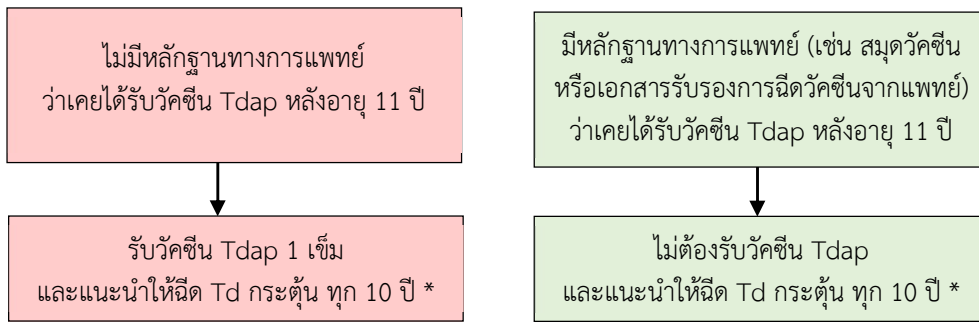 ไม่มีหลักฐานทางการแพทย์
ว่าเคยได้รับวัคซีน Tdap หลังอายุ 11 ปี
รับวัคซีน Tdap 1 เข็ม
และแนะนำให้ฉีด Td กระตุ้น ทุก 10 ปี *
มีหลักฐานทางการแพทย์ (เช่น สมุดวัคซีน
หรือเอกสารรับรองการฉีดวัคซีนจากแพทย์)
ว่าเคยได้รับวัคซีน Tdap หลังอายุ 11 ปี
ไม่ต้องรับวัคซีน Tdap
และแนะนำให้ฉีด Td กระตุ้น ทุก 10 ปี *